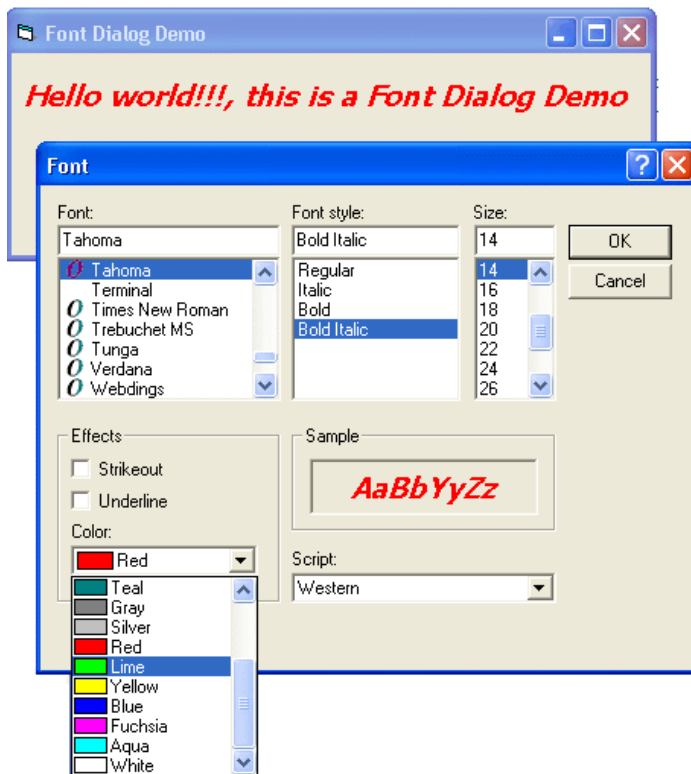 Font Dialog Demo
Hello world!!!, this is a Font Dialog Demo
Font
Font:
Font style:
Size:
Tahoma
Bold Italic
14
OK
Cancel
Tahoma
Terminal
Times New Roman
Trebuchet MS
Tunga
Verdana
Webdings
Regular
Italic
Bold
Bold Italic
14
16
18
20
22
24
26
Effects
Strikeout
Underline
Color:
Red
Teal
Gray
Silver
Red
Lime
Yellow
Blue
Fuchsia
Aqua
White
Sample
AaBbYyZz
Script:
Western